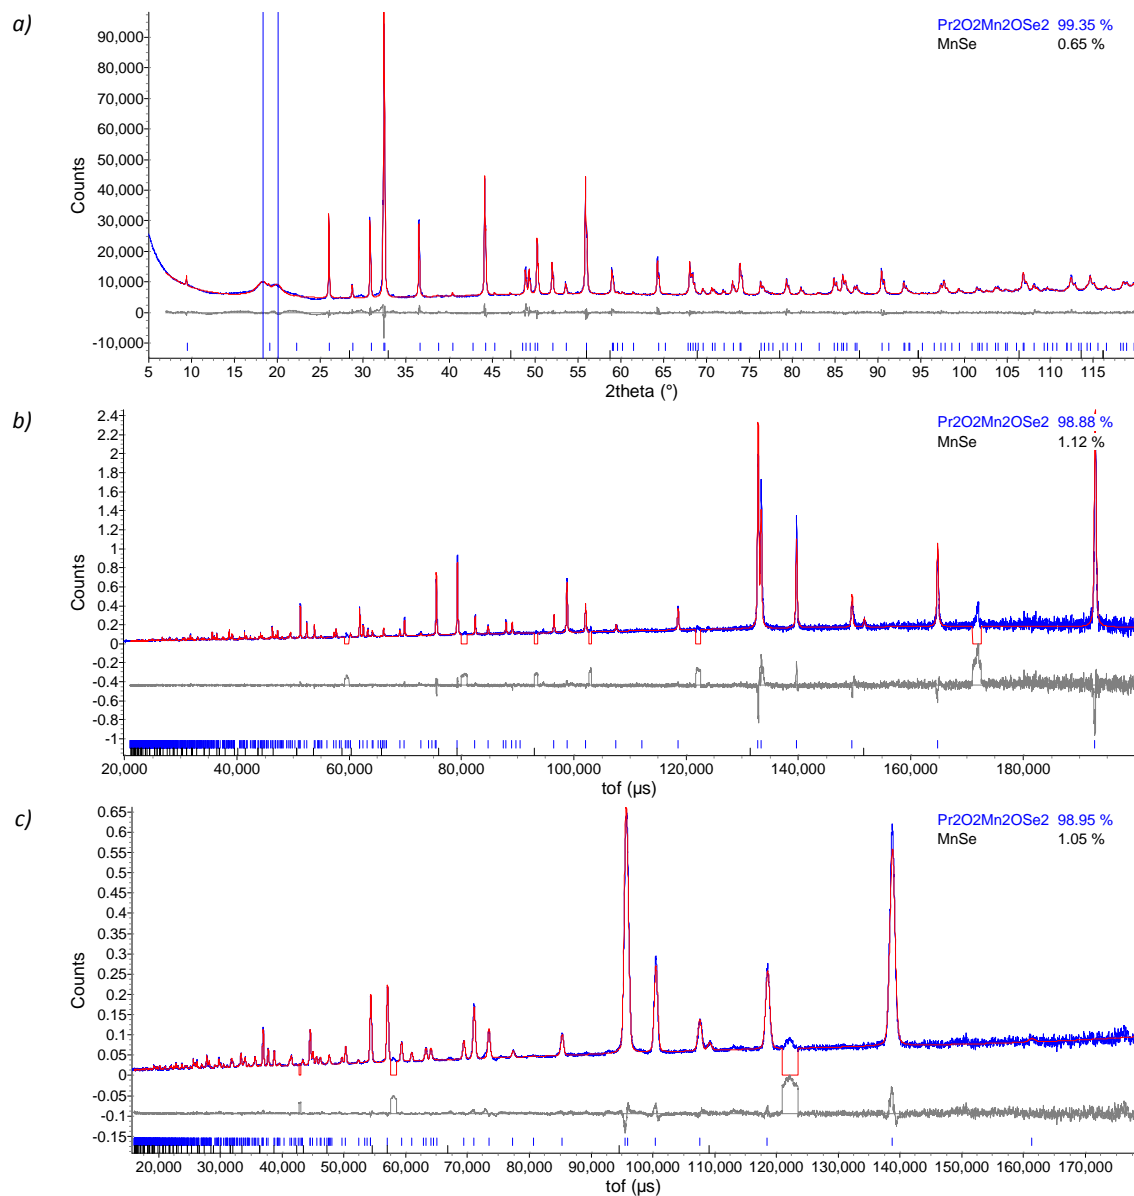 a)
Pr2O2Mn2OSe2 99.35 %
MnSe 0.65 %
90,000
80,000
70,000
60,000
50,000
40,000
30,000
20,000
10,000
0
-10,000
Counts
5 10 15 20 25 30 35 40 45 50 55 60 65 70 75 80 85 90 95 100 105 110 115
2theta (°)
b)
Pr2O2Mn2OSe2 98.88 %
MnSe 1.12 %
2.4
2.2
2
1.8
1.6
1.4
1.2
1
0.8
0.6
0.4
0.2
0
-0.2
-0.4
-0.6
-0.8
-1
Counts
20,000 40,000 60,000 80,000 100,000 120,000 140,000 160,000 180,000
tof (µs)
c)
Pr2O2Mn2OSe2 98.95 %
MnSe 1.05 %
0.65
0.6
0.55
0.5
0.45
0.4
0.35
0.3
0.25
0.2
0.15
0.1
0.05
0
-0.05
-0.1
-0.15
Counts
20,000 30,000 40,000 50,000 60,000 70,000 80,000 90,000 100,000 110,000 120,000 130,000 140,000 150,000 160,000 170,000
tof (µs)